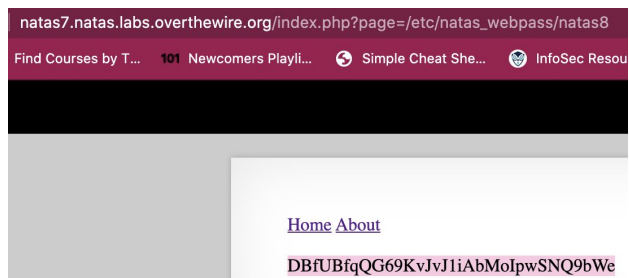 natas7.natas.labs.overthewire.org/index.php?page=/etc/natas_webpass/natas8
Find Courses by T... 101 Newcomers Playli... Simple Cheat She... InfoSec Resou
Home About
DBfUBfqQG69KvJvJ1iAbMoIpwSNQ9bWe